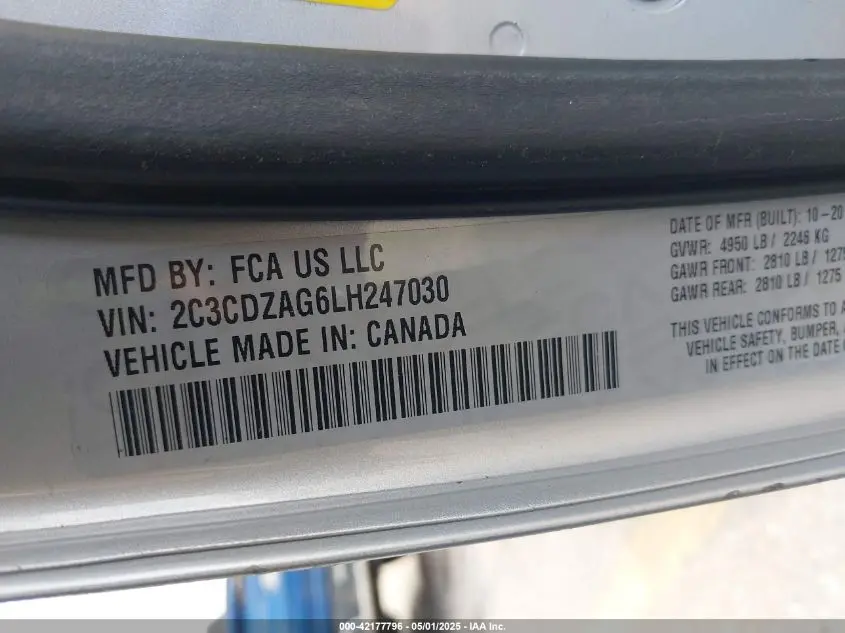 MFD BY: FCA US LLC
VIN: 2C3CDZAG6LH247030
VEHICLE MADE IN: CANADA
DATE OF MFR (BUILT): 10-20
GVWR: 4950 LB / 2246 KG
GAWR FRONT: 2810 LB / 1275
GAWR REAR: 2810 LB / 1275
THIS VEHICLE CONFORMS TO A
VEHICLE SAFETY, BUMPER,
IN EFFECT ON THE DATE
000-42177796 - 05/01/2025 - IAA Inc.